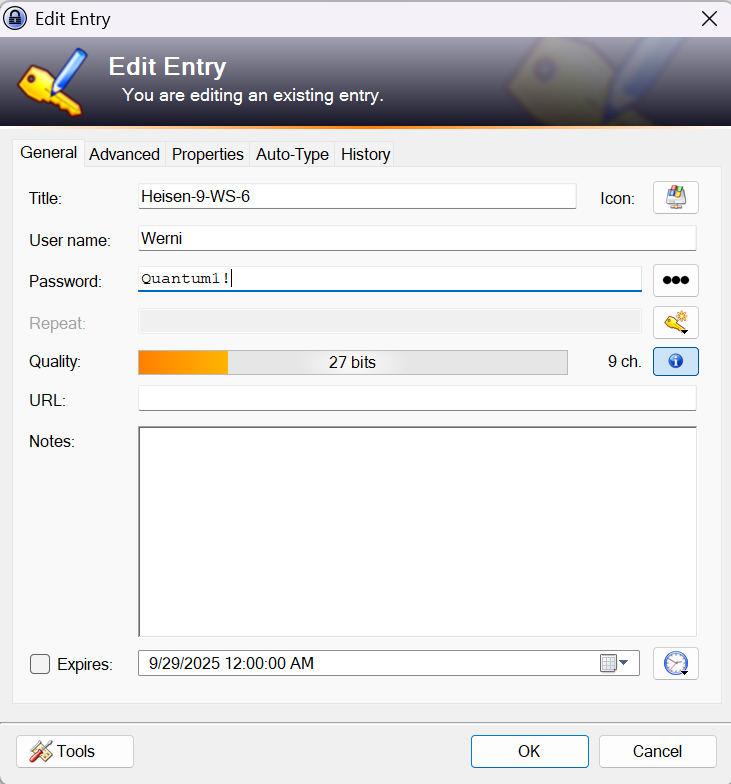 Edit Entry
Edit Entry
You are editing an existing entry.
General Advanced Properties Auto-Type History
Title: Heisen-9-WS-6 Icon:
User name: Werni
Password: Quantum1!
Repeat:
Quality: 27 bits 9 ch.
URL:
Notes:
Expires: 9/29/2025 12:00:00 AM
Tools OK Cancel